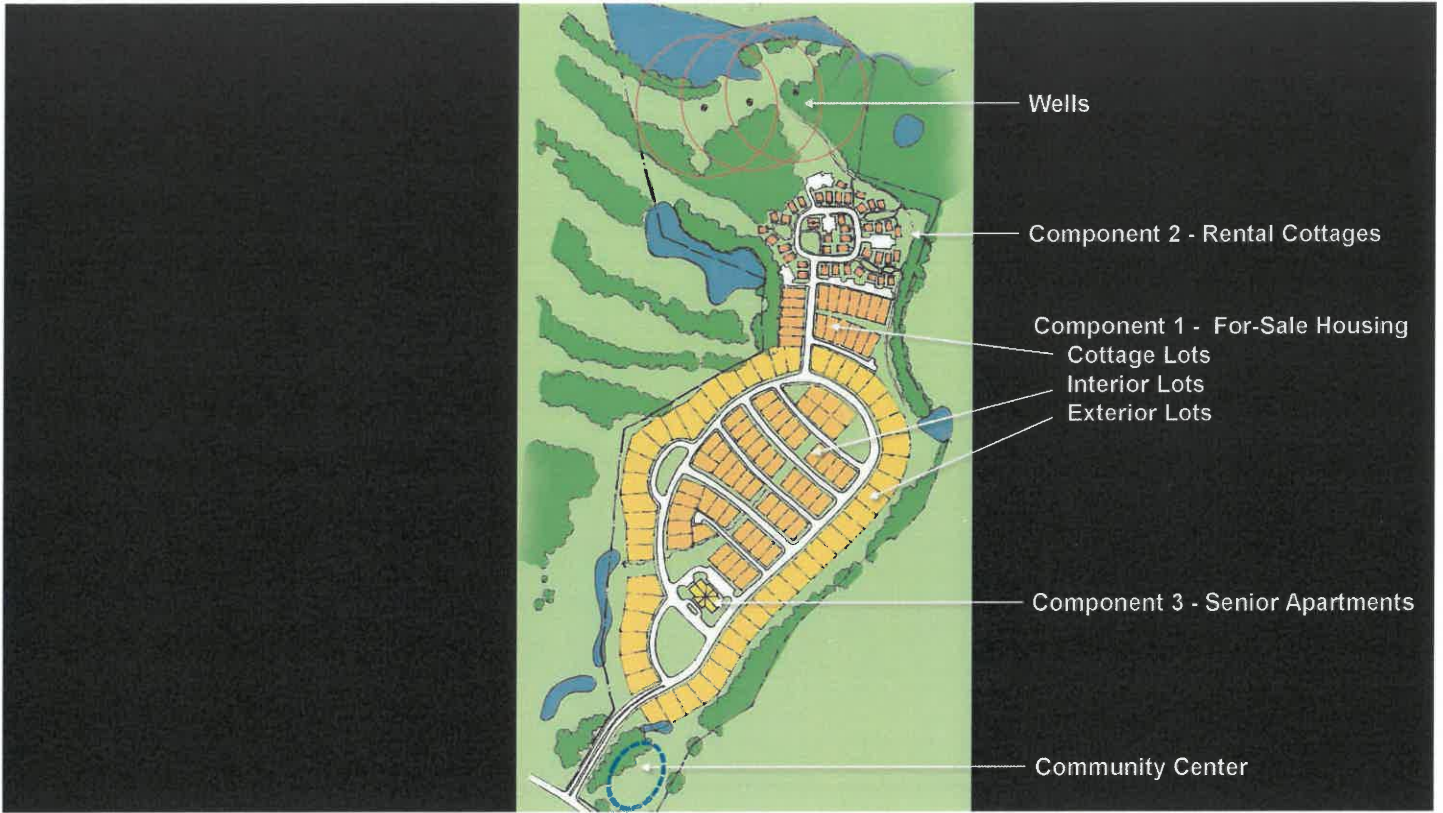 Wells
Component 2 - Rental Cottages
Component 1 - For-Sale Housing
Cottage Lots
Interior Lots
Exterior Lots
Component 3 - Senior Apartments
Community Center